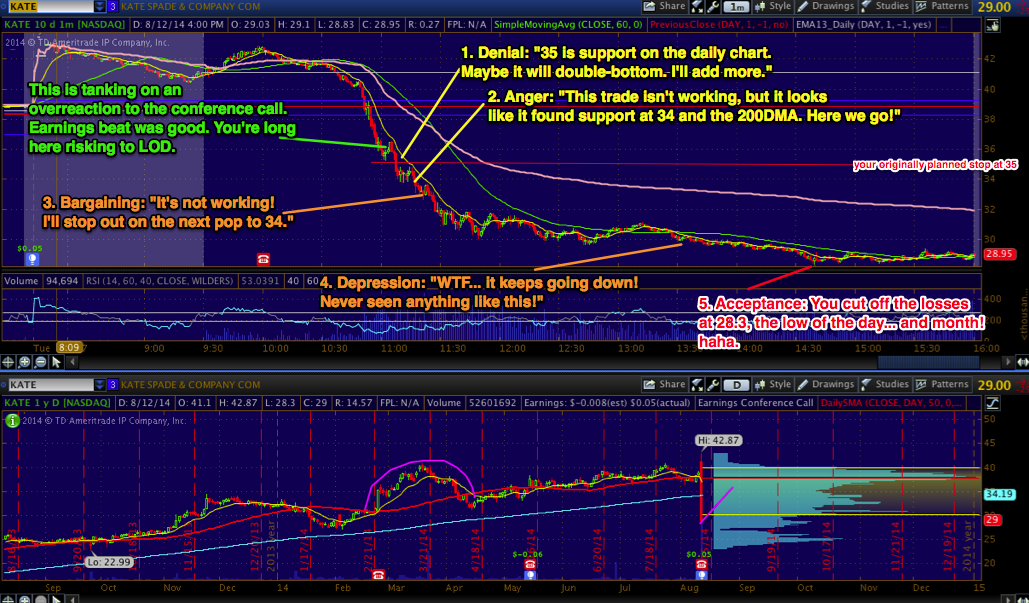 KATE 3 KATE SPADE & COMPANY COM Share 1m Style Drawings Studies Patterns 29.00
KATE 10 d 1m [NASDAQ] D: 8/12/14 4:00 PM O: 29.03 H: 29.1 L: 28.83 C: 28.95 R: 0.27 FPL: N/A SimpleMovingAvg (CLOSE, 60, 0) PreviousClose (DAY, 1, -1, no) EMA13_Daily (DAY, 1, -1, yes) ...
2014 © TD Ameritrade IP Company, Inc.
1. Denial: "35 is support on the daily chart.
Maybe it will double-bottom. I'll add more."
2. Anger: "This trade isn't working, but it looks
like it found support at 34 and the 200DMA. Here we go!"
This is tanking on an
overreaction to the conference call.
Earnings beat was good. You're long
here risking to LOD.
your originally planned stop at 35
3. Bargaining: "It's not working!
I'll stop out on the next pop to 34."
42
40
38
36
34
32
30
28.95
$0.05
4. Depression: "WTF... it keeps going down!
Never seen anything like this!"
5. Acceptance: You cut off the losses
at 28.3, the low of the day... and month!
haha.
Volume 94,694 RSI (14, 60, 40, CLOSE, WILDERS) 53.0391 40 60
400
200
<thousan...
Tue 8:09 9:00 9:30 10:00 10:30 11:00 11:30 12:00 12:30 13:00 13:30 14:00 14:30 15:00 15:30 16:00
KATE 3 KATE SPADE & COMPANY COM Share D Style Drawings Studies Patterns 29.00
KATE 1 y D [NASDAQ] D: 8/12/14 O: 41.1 H: 42.87 L: 28.3 C: 29 R: 14.57 FPL: N/A Volume 52601692 Earnings: $-0.008(est) $0.05(actual) Earnings Conference Call DailySMA (CLOSE, DAY, 50, 0,...
2014 © TD Ameritrade IP Company, Inc.
Hi: 42.87
Lo: 22.99
50
45
40
34.19
30
29
25
20
11/15/13
12/20/13
2013 year
1/17/14
2/21/14
3/21/14
4/18/14
6/20/14
7/18/14
9/19/14
10/17/14
11/21/14
12/19/14
2014 year
$-0.06
$0.05
Sep Oct Nov Dec 14 Feb Mar Apr May Jun Jul Aug Sep Oct Nov Dec 15